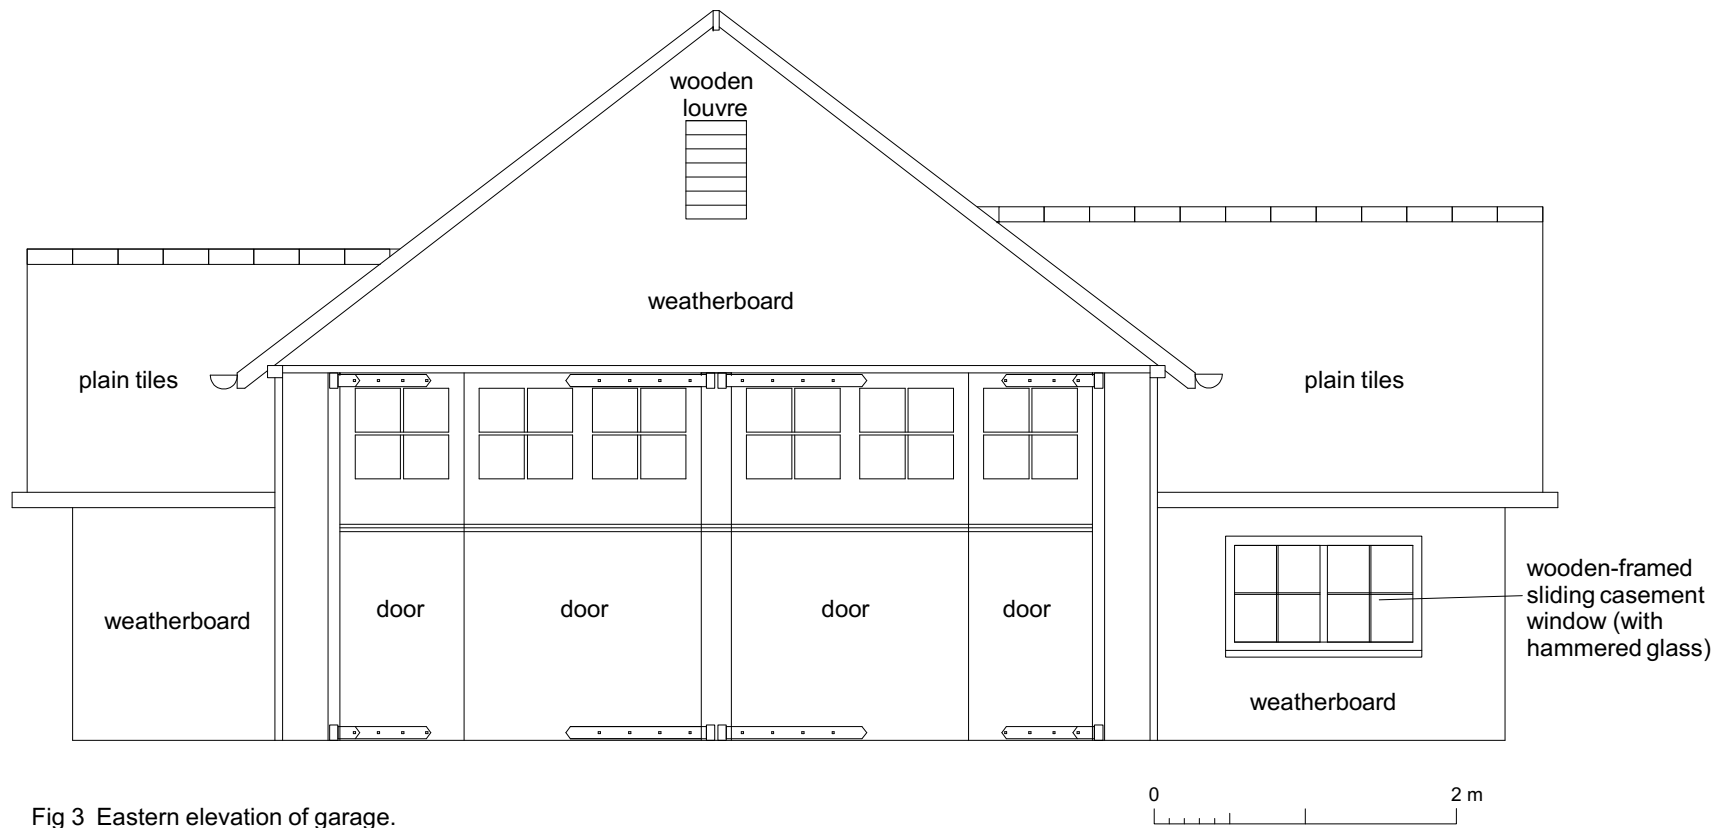 wooden
louvre
weatherboard
plain tiles
plain tiles
door
door
door
door
weatherboard
wooden-framed
sliding casement
window (with
hammered glass)
weatherboard
0
2 m
Fig 3 Eastern elevation of garage.